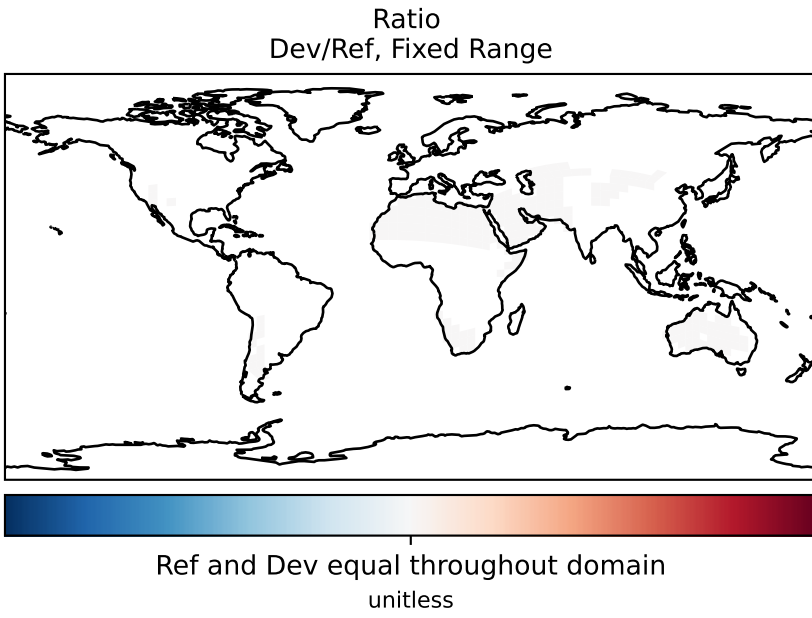 Ratio
Dev/Ref, Fixed Range
Ref and Dev equal throughout domain
unitless